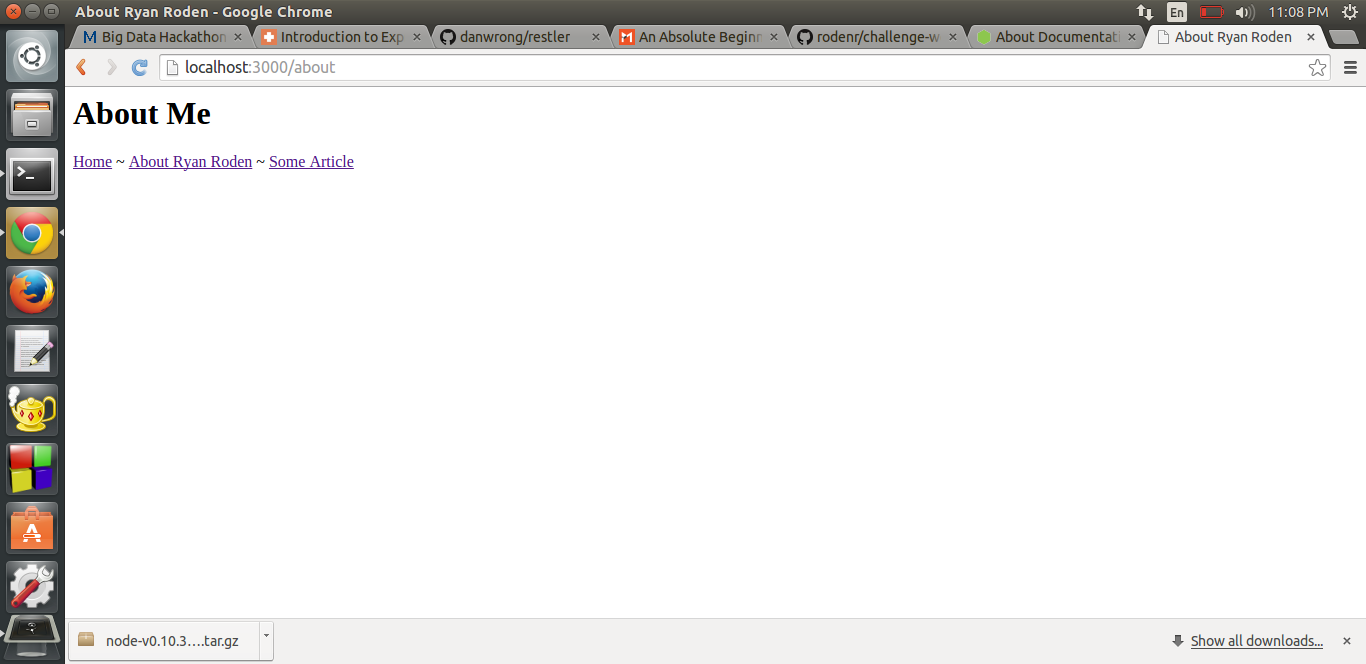 About Ryan Roden - Google Chrome
En
11:08 PM
Big Data Hackathon
Introduction to Exp
danwrong/restler
An Absolute Beginn
rodenr/challenge-w
About Documentati
About Ryan Roden
localhost:3000/about
About Me
Home ~ About Ryan Roden ~ Some Article
node-v0.10.3....tar.gz
Show all downloads...